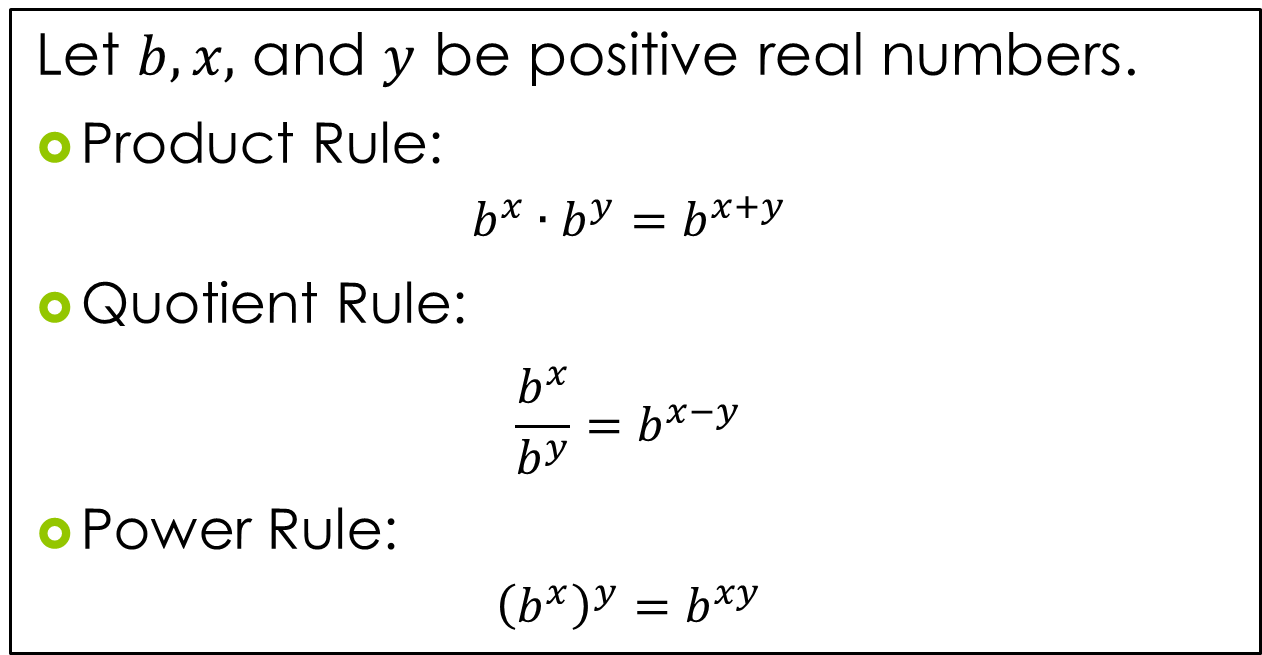 Let 𝑏, 𝑥, and 𝑦 be positive real numbers.
Product Rule:
𝑏^𝑥 · 𝑏^𝑦 = 𝑏^(𝑥+𝑦)
Quotient Rule:
𝑏^𝑥/𝑏^𝑦 = 𝑏^(𝑥−𝑦)
Power Rule:
(𝑏^𝑥)^𝑦 = 𝑏^(𝑥𝑦)